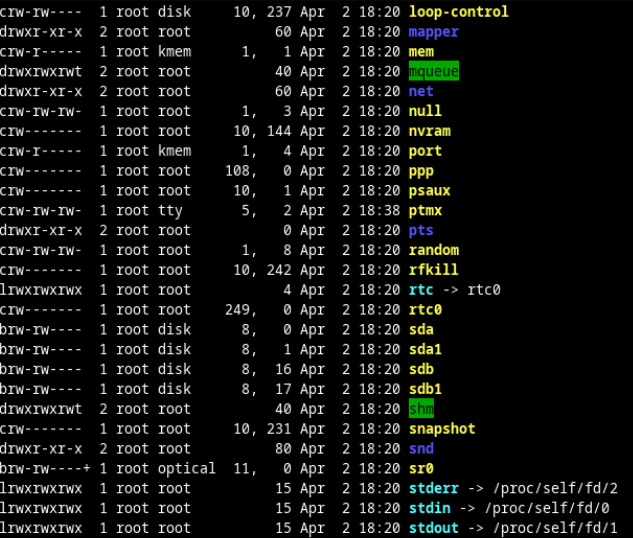 crw-rw---- 1 root disk 10, 237 Apr 2 18:20 loop-control
drwxr-xr-x 2 root root 60 Apr 2 18:20 mapper
crw-r----- 1 root kmem 1, 1 Apr 2 18:20 mem
drwxrwxrwt 2 root root 40 Apr 2 18:20 mqueue
drwxr-xr-x 2 root root 60 Apr 2 18:20 net
crw-rw-rw- 1 root root 1, 3 Apr 2 18:20 null
crw------- 1 root root 10, 144 Apr 2 18:20 nvram
crw-r----- 1 root kmem 1, 4 Apr 2 18:20 port
crw------- 1 root root 108, 0 Apr 2 18:20 ppp
crw------- 1 root root 10, 1 Apr 2 18:20 psaux
crw-rw-rw- 1 root tty 5, 2 Apr 2 18:38 ptmx
drwxr-xr-x 2 root root 0 Apr 2 18:20 pts
crw-rw-rw- 1 root root 1, 8 Apr 2 18:20 random
crw------- 1 root root 10, 242 Apr 2 18:20 rfkill
lrwxrwxrwx 1 root root 4 Apr 2 18:20 rtc -> rtc0
crw------- 1 root root 249, 0 Apr 2 18:20 rtc0
brw-rw---- 1 root disk 8, 0 Apr 2 18:20 sda
brw-rw---- 1 root disk 8, 1 Apr 2 18:20 sda1
brw-rw---- 1 root disk 8, 16 Apr 2 18:20 sdb
brw-rw---- 1 root disk 8, 17 Apr 2 18:20 sdb1
drwxrwxrwt 2 root root 40 Apr 2 18:20 shm
crw------- 1 root root 10, 231 Apr 2 18:20 snapshot
drwxr-xr-x 2 root root 80 Apr 2 18:20 snd
brw-rw----+ 1 root optical 11, 0 Apr 2 18:20 sr0
lrwxrwxrwx 1 root root 15 Apr 2 18:20 stderr -> /proc/self/fd/2
lrwxrwxrwx 1 root root 15 Apr 2 18:20 stdin -> /proc/self/fd/0
lrwxrwxrwx 1 root root 15 Apr 2 18:20 stdout -> /proc/self/fd/1